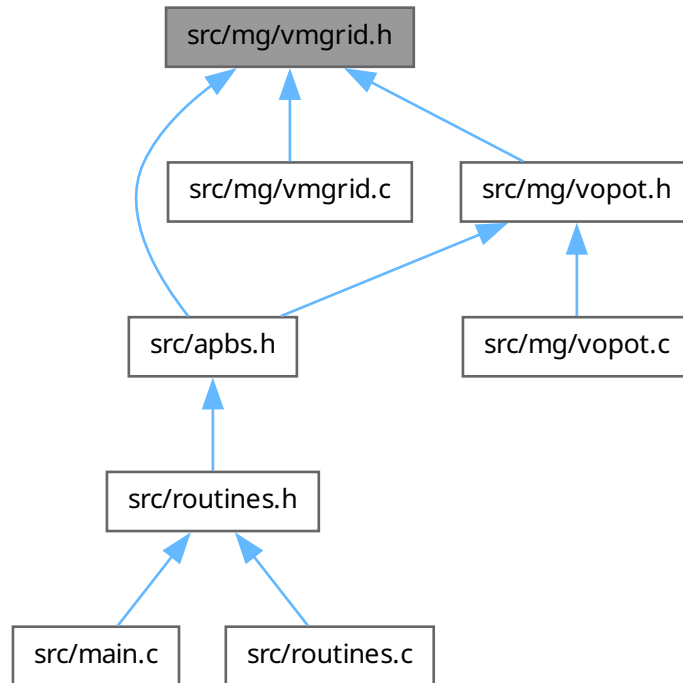 src/mg/vmgrid.h
src/mg/vmgrid.c
src/mg/vopot.h
src/apbs.h
src/mg/vopot.c
src/routines.h
src/main.c
src/routines.c